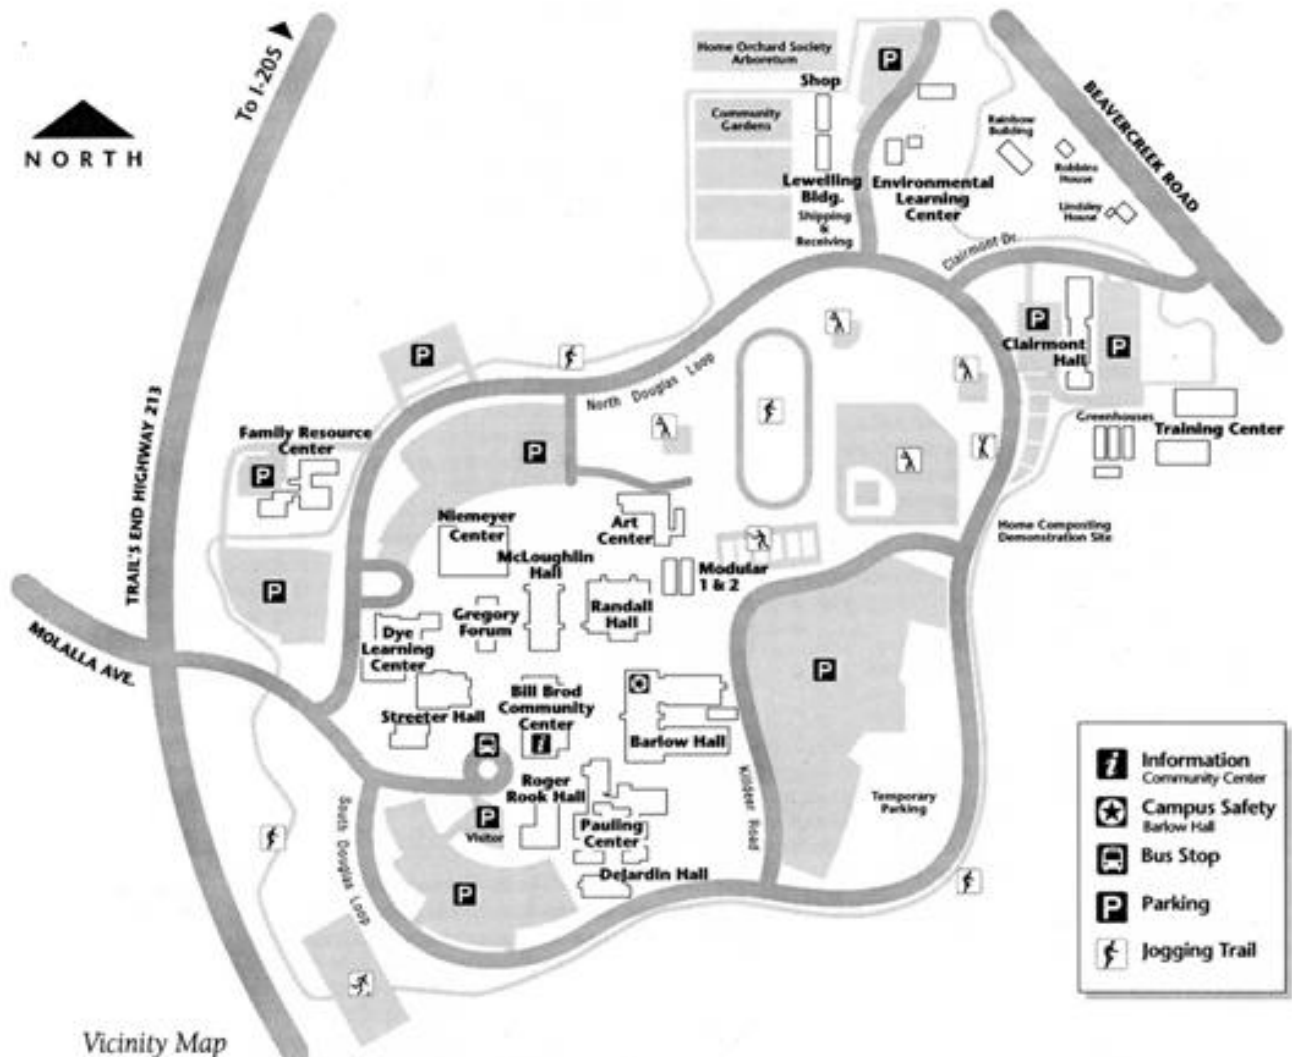 To I-205
NORTH
Home Orchard Society
Arboretum
P
Shop
Community
Gardens
Lewelling
Bldg.
Shipping
&
Receiving
Environmental
Learning
Center
Rainbow
Building
Robbins
House
Lindsley
House
BEAVERCREEK ROAD
Clairmont Dr.
P
P
Clairmont
Hall
Greenhouses
Training Center
Home Composting
Demonstration Site
P
North Douglas Loop
TRAIL'S END HIGHWAY 213
Family Resource
Center
P
P
P
MOLALLA AVE.
Niemeyer
Center
McLoughlin
Hall
Art
Center
Modular
1 & 2
Randall
Hall
Gregory
Forum
Dye
Learning
Center
Streeter Hall
Bill Brod
Community
Center
i
Barlow Hall
P
Killdeer Road
Temporary
Parking
Roger
Rook Hall
P
Visitor
Pauling
Center
DeJardin Hall
P
South Douglas Loop
i
Information
Community Center
Campus Safety
Barlow Hall
Bus Stop
P
Parking
Jogging Trail
Vicinity Map